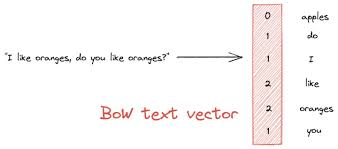 0 apples
1 do
"I like oranges, do you like oranges?" 1 I
2 like
2 oranges
BoW text vector
1 you